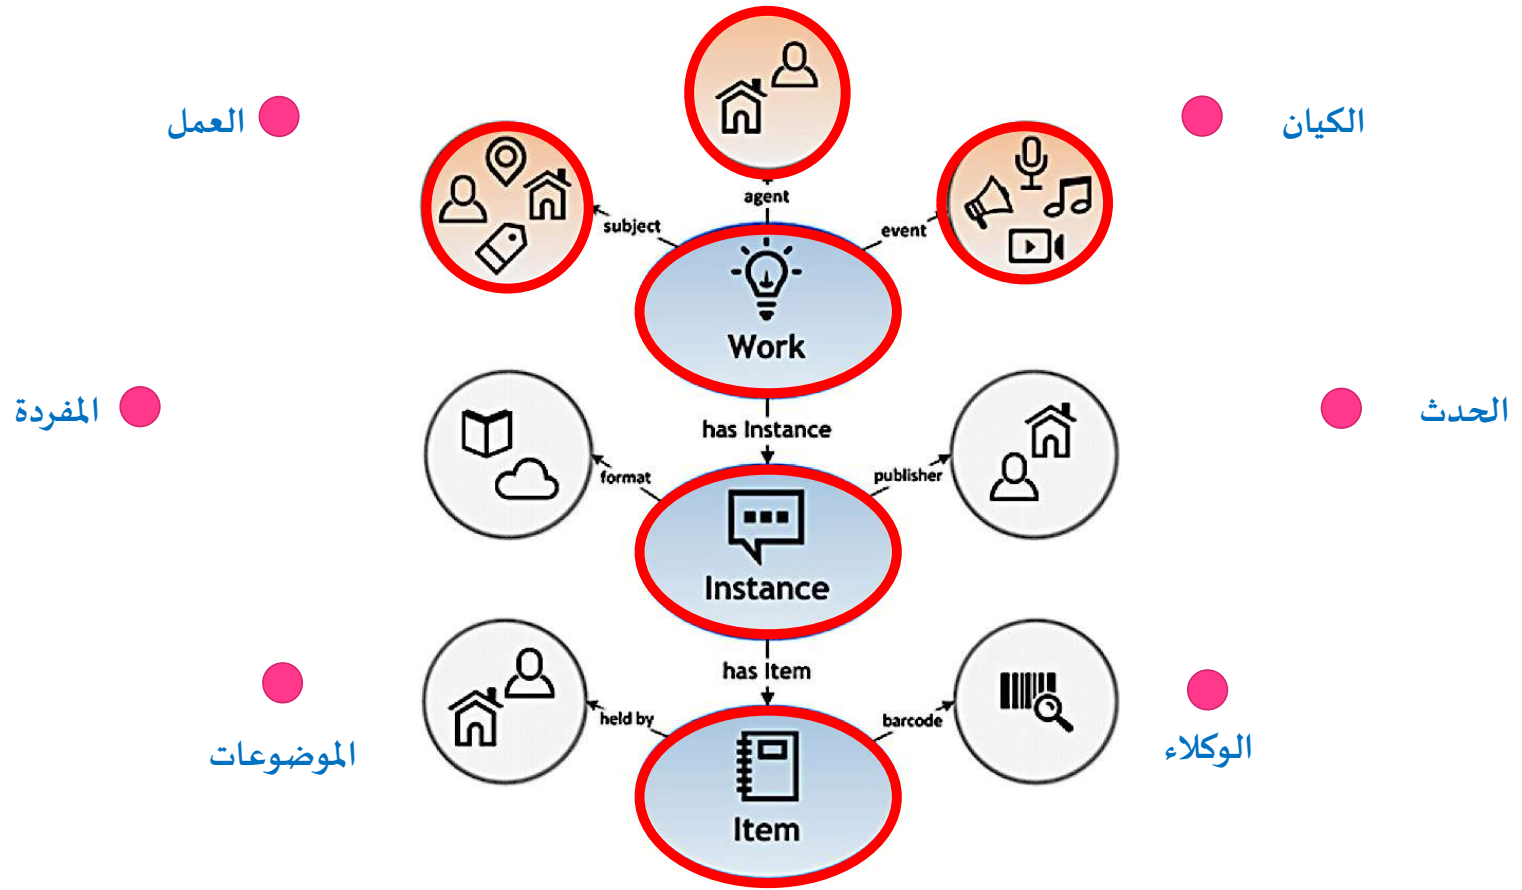 العمل
الكيان
agent
subject
event
Work
المفردة
الحدث
has Instance
format
publisher
Instance
has Item
held by
barcode
الموضوعات
الوكلاء
Item